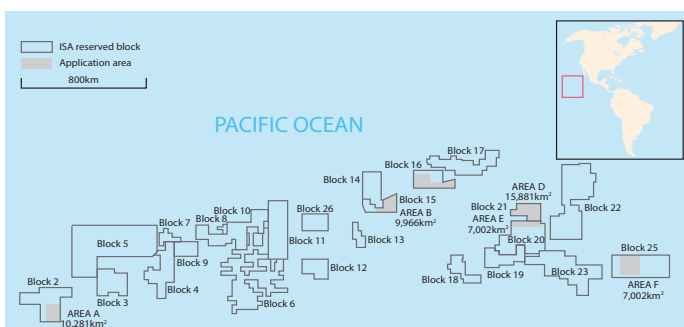 ISA reserved block
Application area
800km
PACIFIC OCEAN
Block 17
Block 16
Block 14
Block 15
AREA B
9,966km²
AREA D
15,881km²
Block 21
AREA E
7,002km²
Block 22
Block 10
Block 26
Block 7
Block 8
Block 5
Block 11
Block 13
Block 20
Block 25
Block 9
Block 12
Block 19
Block 18
Block 23
Block 2
Block 3
Block 4
Block 6
AREA F
7,002km²
AREA A
10,281km²